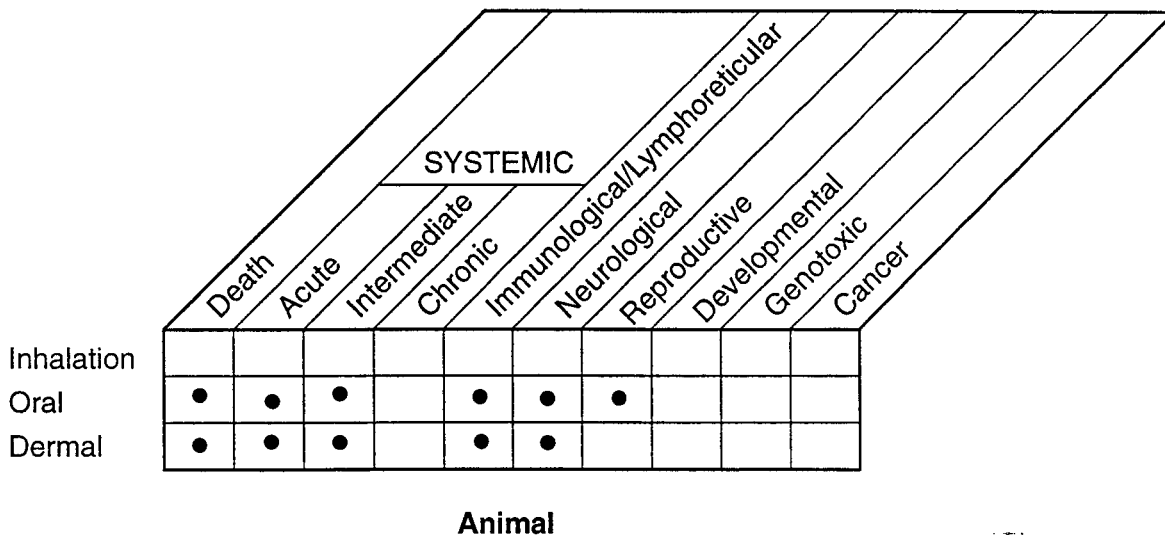 SYSTEMIC
Death
Acute
Intermediate
Chronic
Immunological/Lymphoreticular
Neurological
Reproductive
Developmental
Genotoxic
Cancer
Inhalation
Oral
Dermal
Animal